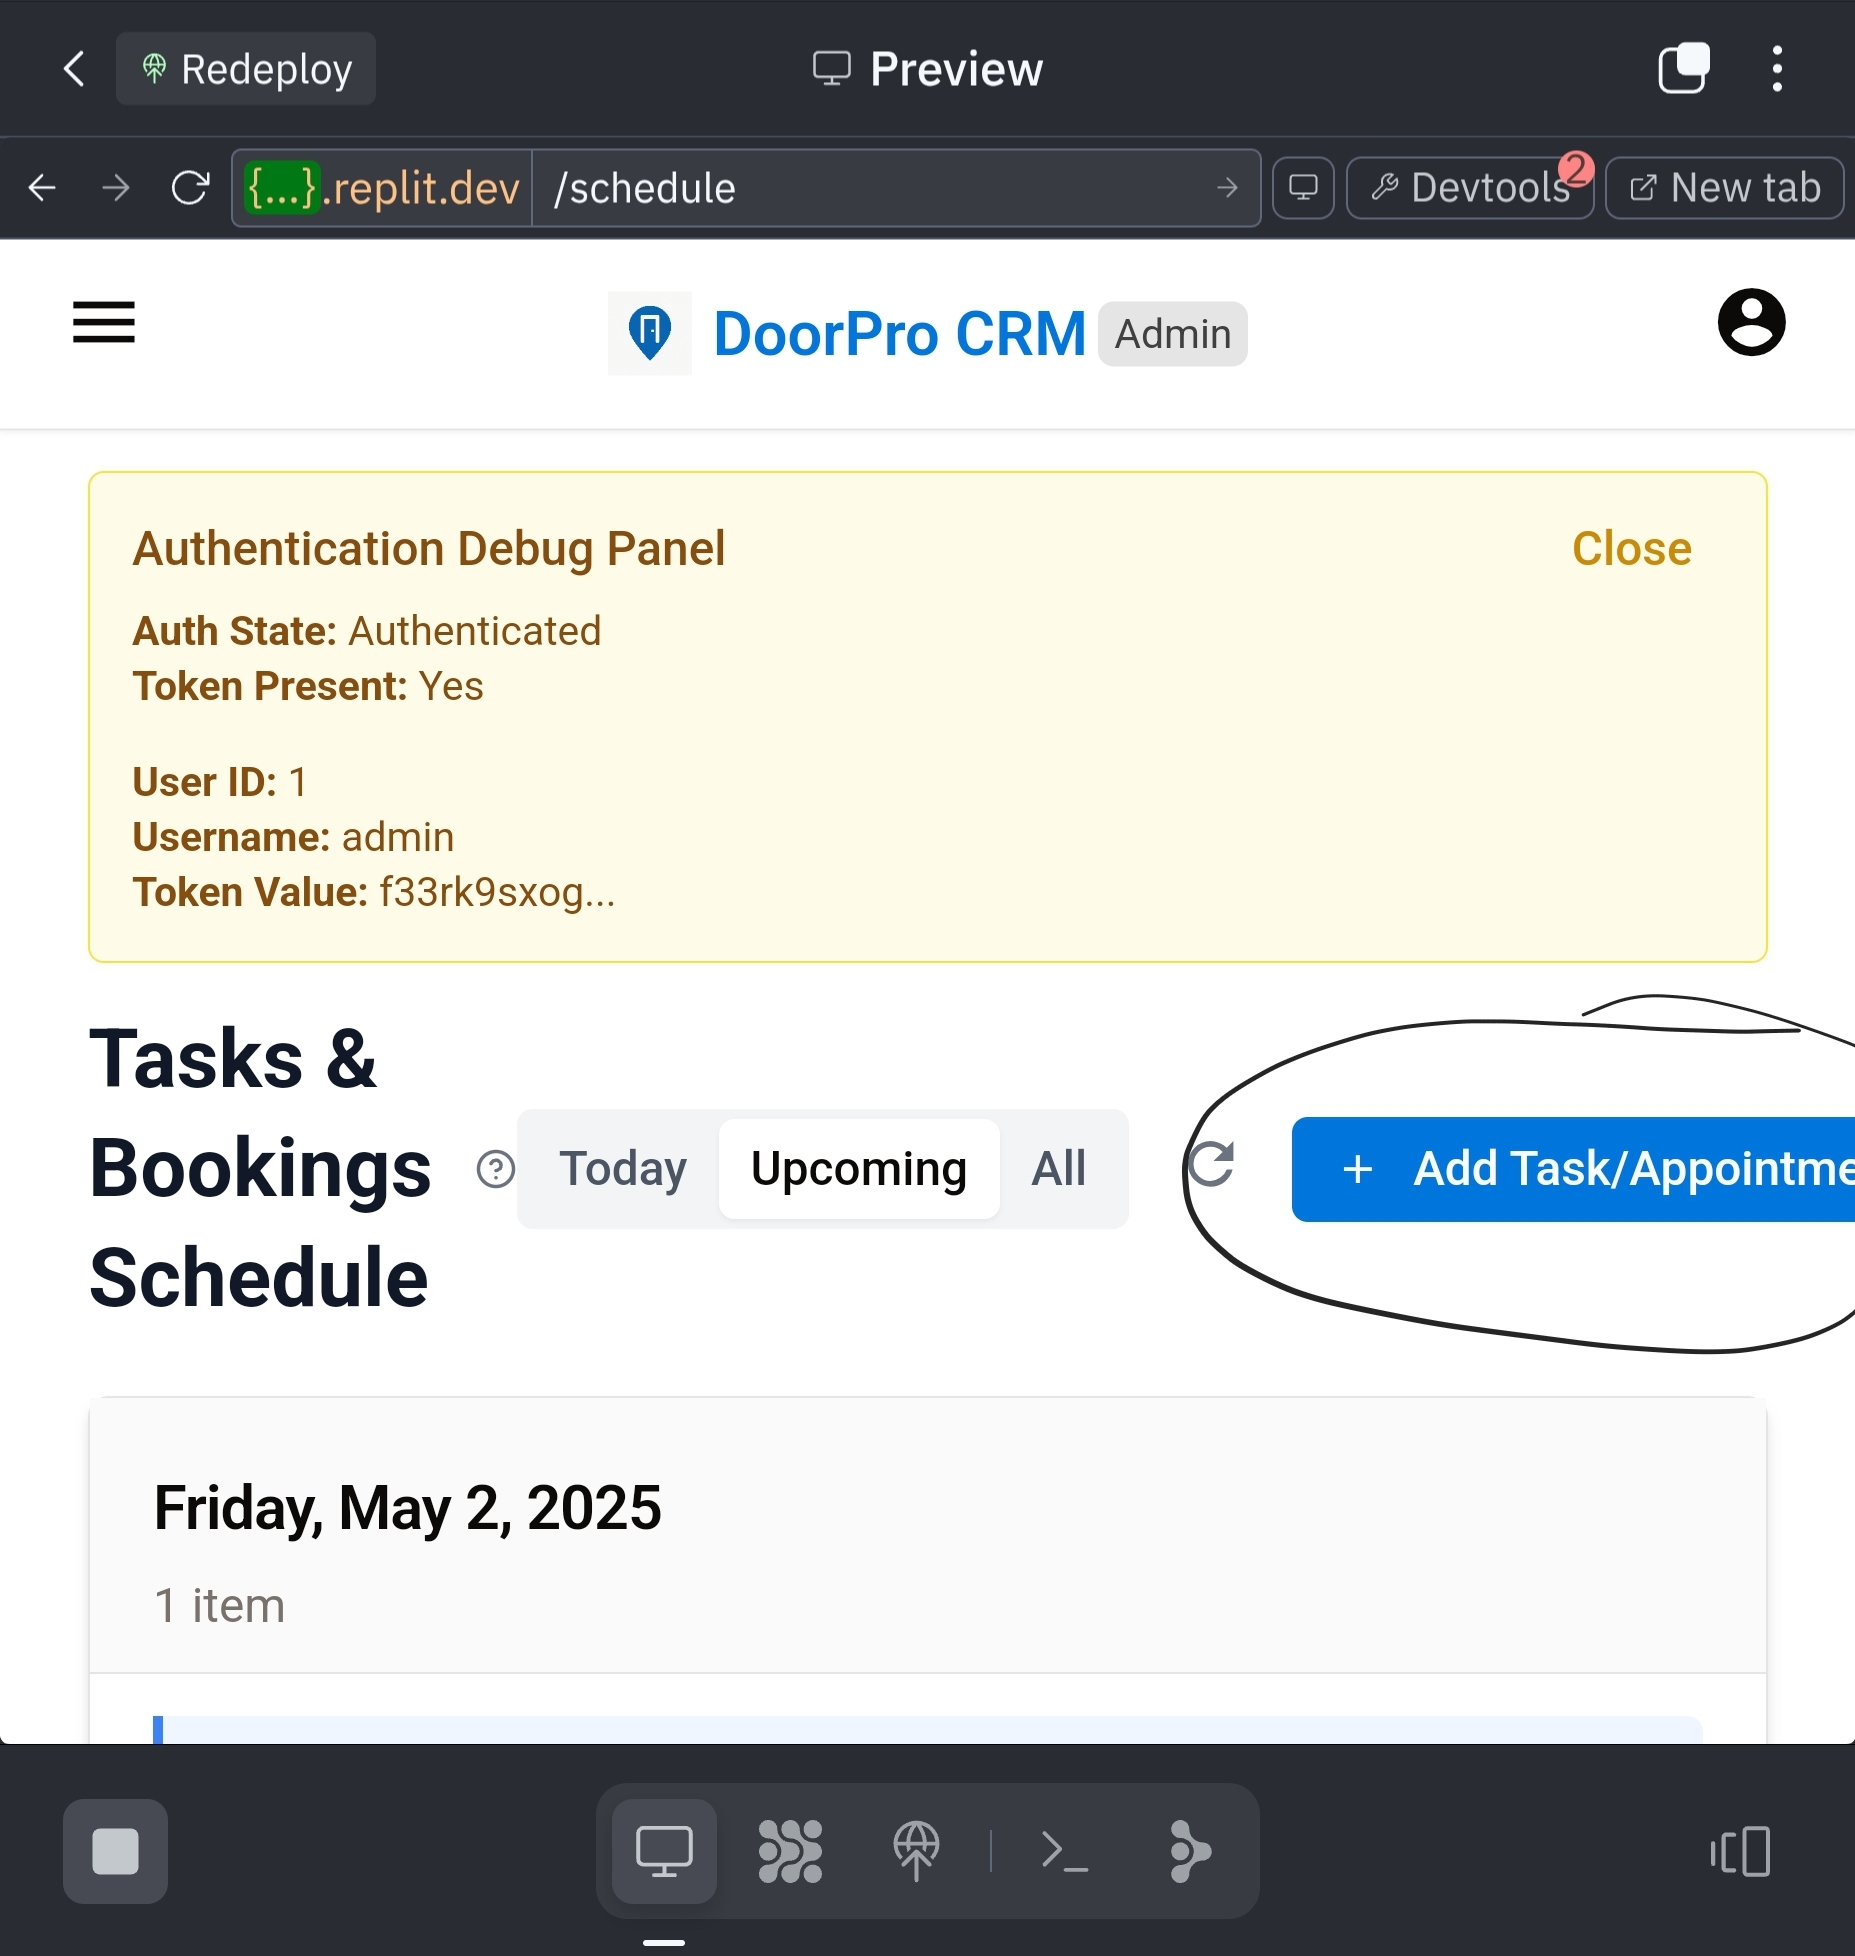 Redeploy
Preview
{...}.replit.dev /schedule
Devtools 2
New tab
DoorPro CRM Admin
Authentication Debug Panel
Close
Auth State: Authenticated
Token Present: Yes
User ID: 1
Username: admin
Token Value: f33rk9sxog...
Tasks &
Bookings
Schedule
Today Upcoming All
+ Add Task/Appointme
Friday, May 2, 2025
1 item